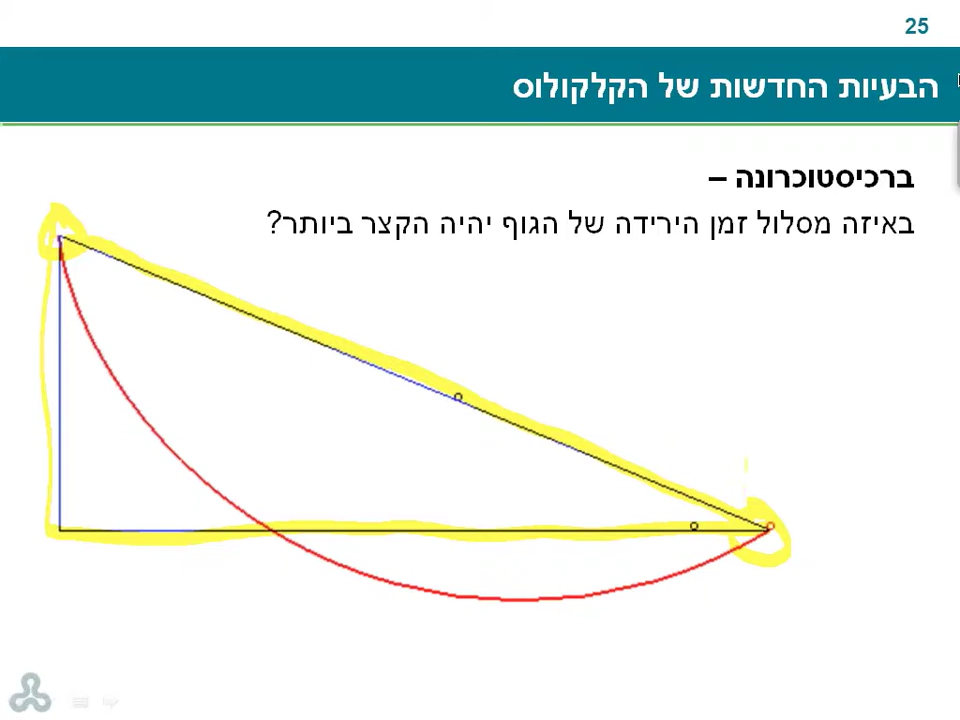 25
הבעיות החדשות של הקלקולוס
ברכיסטוכרונה –
באיזה מסלול זמן הירידה של הגוף יהיה הקצר ביותר?